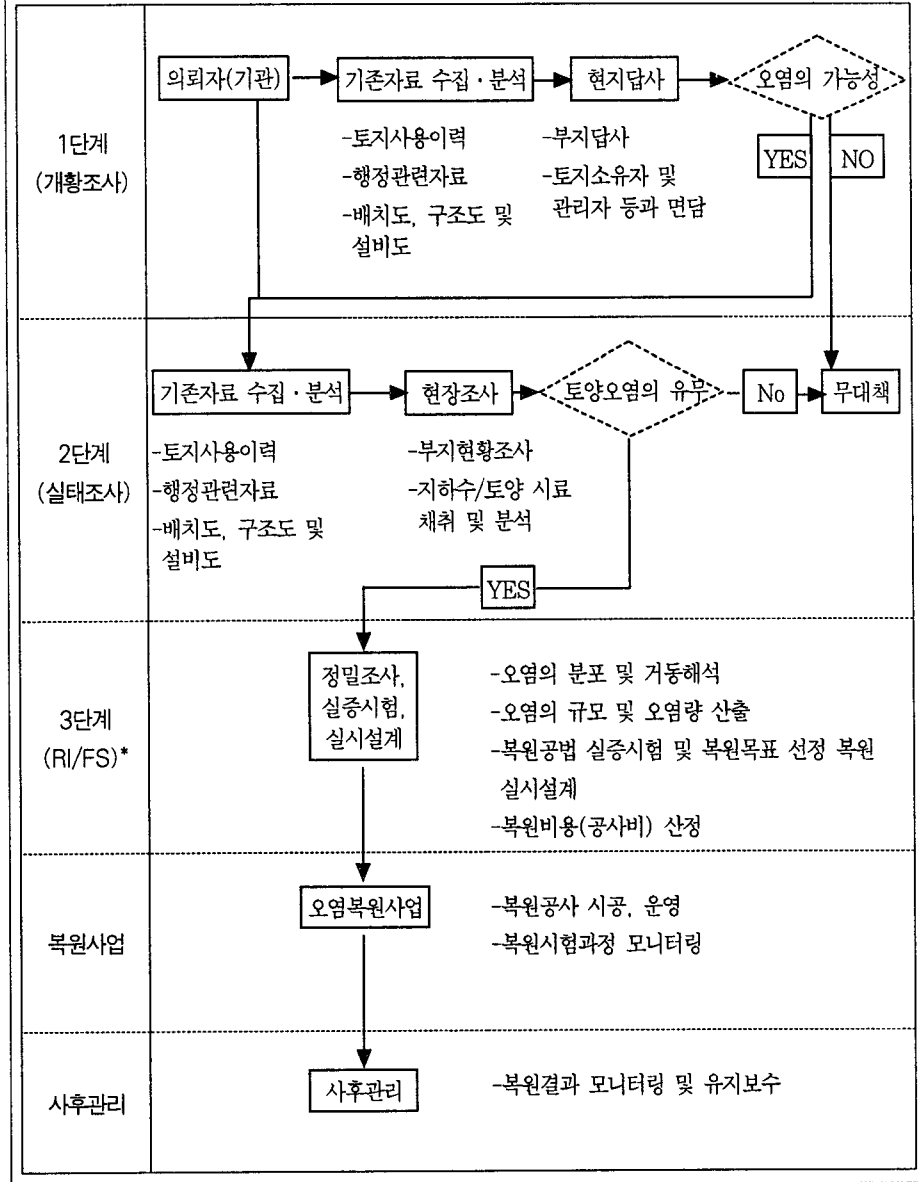 1단계
(개황조사)
의뢰자(기관)
기존자료 수집·분석
현지답사
오염의 가능성
-토지사용이력
-행정관련자료
-배치도, 구조도 및
설비도
-부지답사
-토지소유자 및
관리자 등과 면담
YES
NO
2단계
(실태조사)
기존자료 수집·분석
현장조사
토양오염의 유무
No
무대책
-토지사용이력
-행정관련자료
-배치도, 구조도 및
설비도
-부지현황조사
-지하수/토양 시료
채취 및 분석
YES
3단계
(RI/FS)*
정밀조사,
실증시험,
실시설계
-오염의 분포 및 거동해석
-오염의 규모 및 오염량 산출
-복원공법 실증시험 및 복원목표 선정 복원
실시설계
-복원비용(공사비) 산정
복원사업
오염복원사업
-복원공사 시공, 운영
-복원시험과정 모니터링
사후관리
사후관리
-복원결과 모니터링 및 유지보수